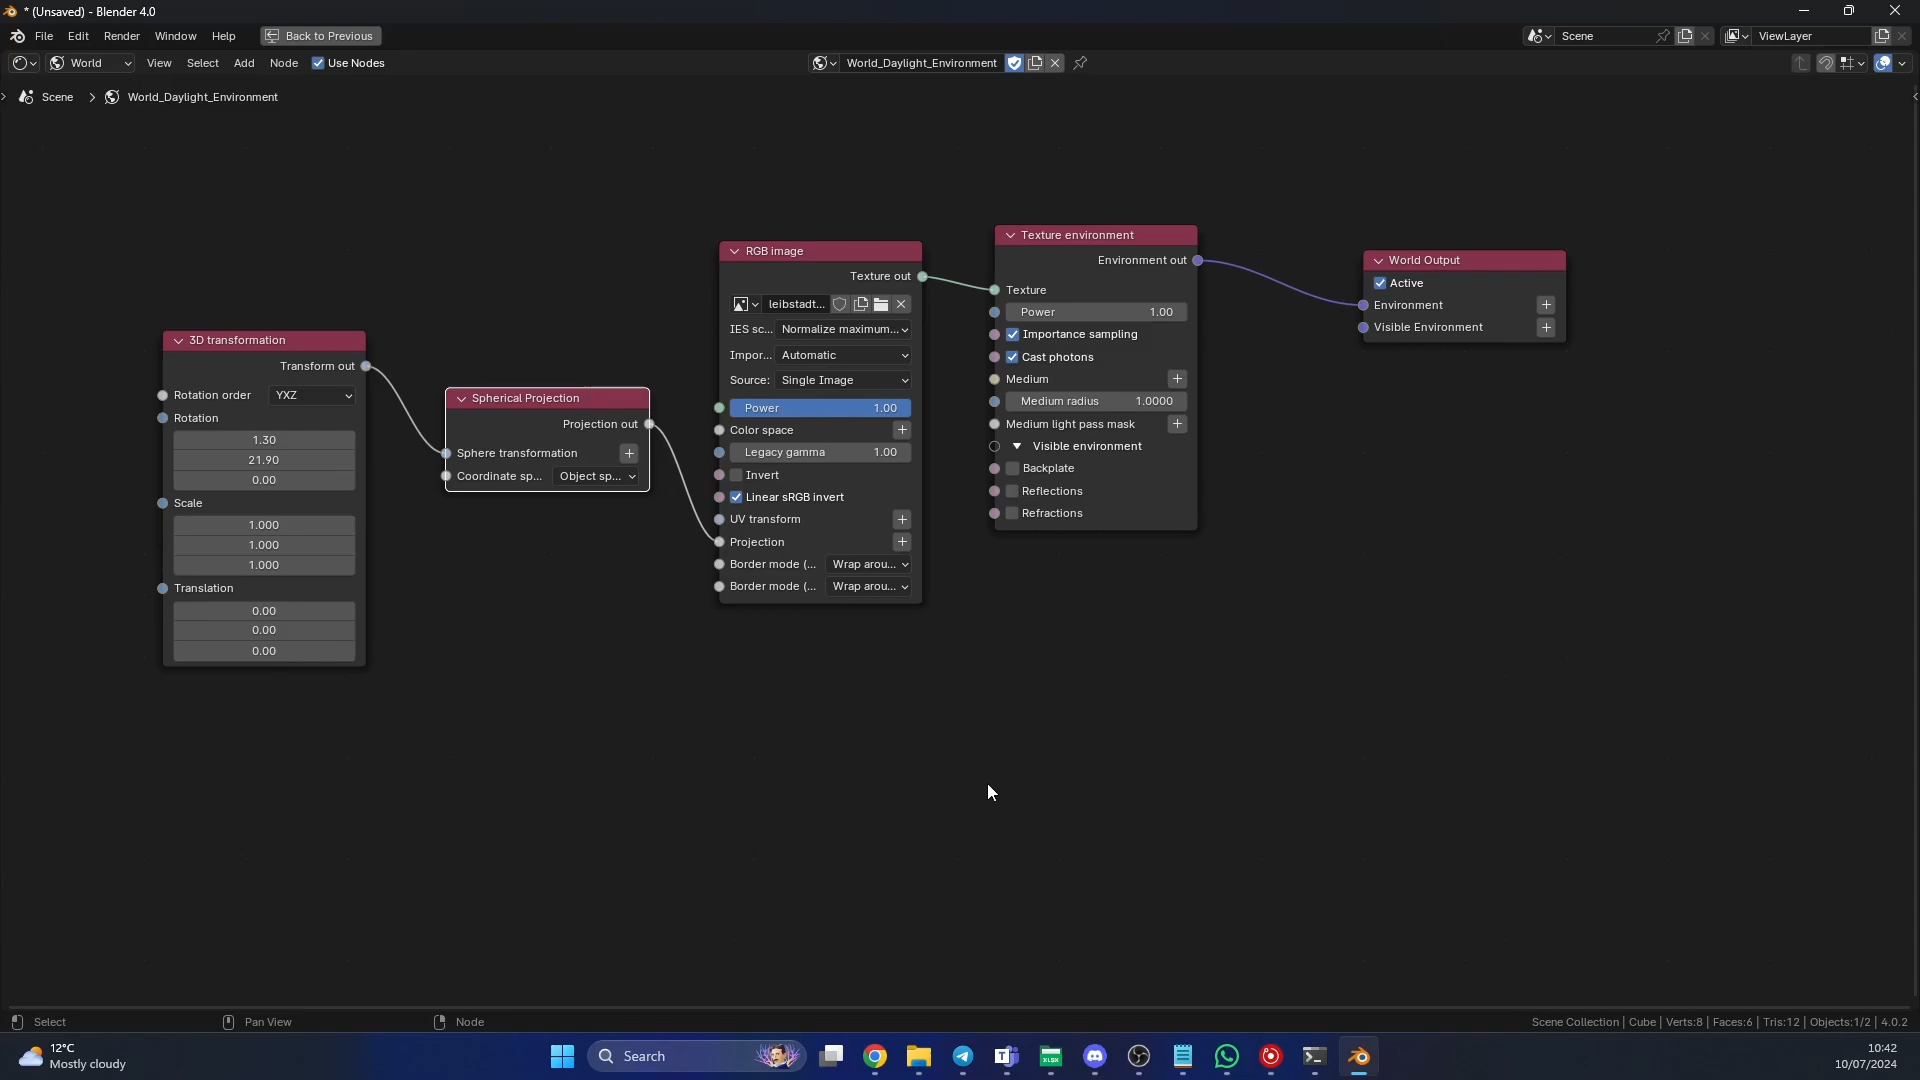 * (Unsaved) - Blender 4.0
File Edit Render Window Help Back to Previous Scene ViewLayer
World View Select Add Node Use Nodes World_Daylight_Environment
Scene World_Daylight_Environment
3D transformation
Transform out
Rotation order YXZ
Rotation
1.30
21.90
0.00
Scale
1.000
1.000
1.000
Translation
0.00
0.00
0.00
Spherical Projection
Projection out
Sphere transformation
Coordinate sp... Object sp...
RGB image
Texture out
leibstadt...
IES sc... Normalize maximum...
Impor... Automatic
Source: Single Image
Power 1.00
Color space
Legacy gamma 1.00
Invert
Linear sRGB invert
UV transform
Projection
Border mode (... Wrap arou...
Border mode (... Wrap arou...
Texture environment
Environment out
Texture
Power 1.00
Importance sampling
Cast photons
Medium
Medium radius 1.0000
Medium light pass mask
Visible environment
Backplate
Reflections
Refractions
World Output
Active
Environment
Visible Environment
Select Pan View Node Scene Collection | Cube | Verts:8 | Faces:6 | Tris:12 | Objects:1/2 | 4.0.2
12°C
Mostly cloudy
Search
XLSX
10:42
10/07/2024